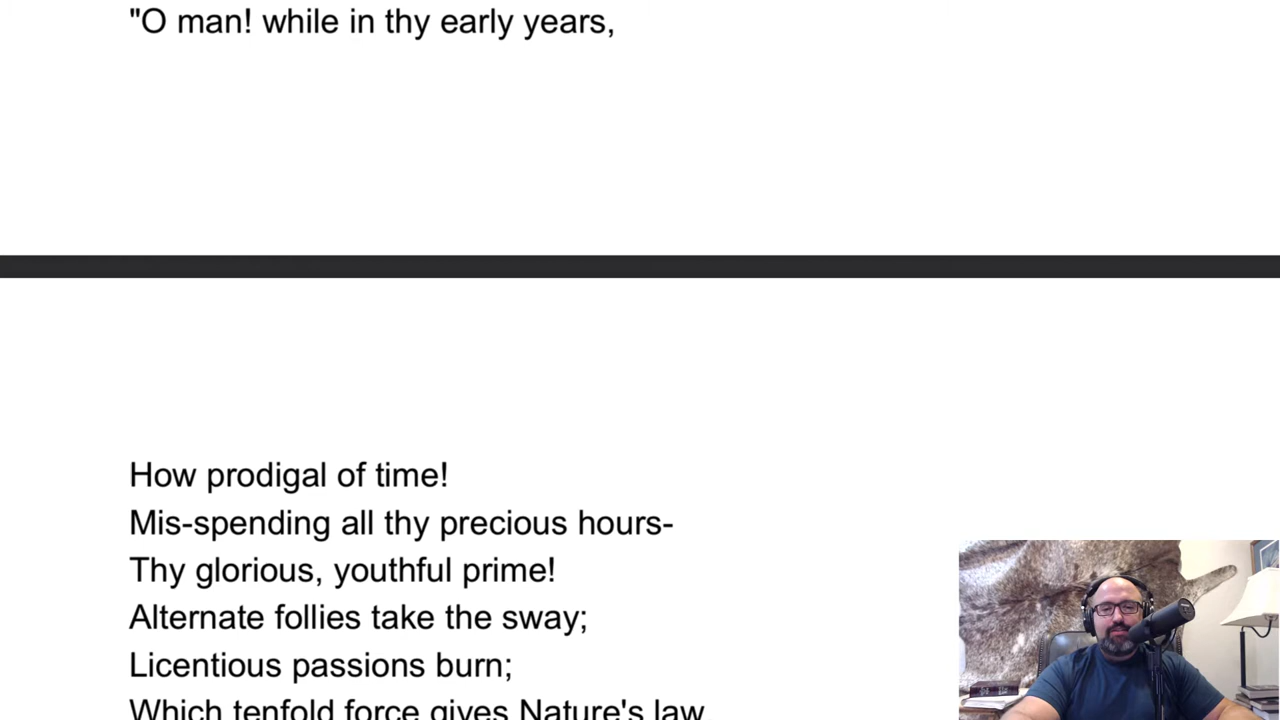 "O man! while in thy early years,
How prodigal of time!
Mis-spending all thy precious hours-
Thy glorious, youthful prime!
Alternate follies take the sway;
Licentious passions burn;
Which tenfold force gives Nature's law,